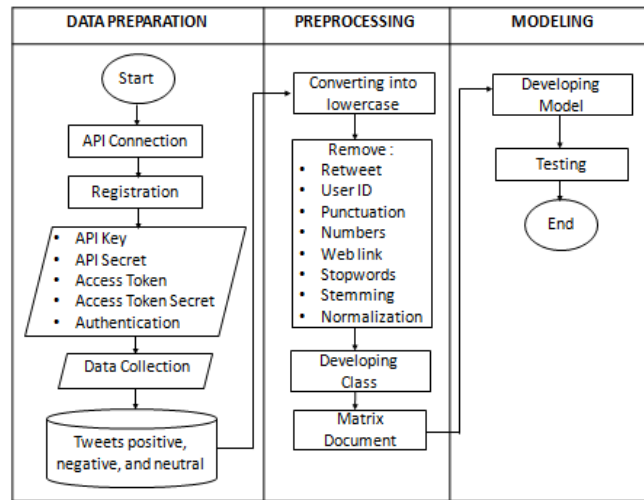 DATA PREPARATION
Start
API Connection
Registration
• API Key
• API Secret
• Access Token
• Access Token Secret
• Authentication
Data Collection
Tweets positive,
negative, and neutral
PREPROCESSING
Converting into
lowercase
Remove :
• Retweet
• User ID
• Punctuation
• Numbers
• Web link
• Stopwords
• Stemming
• Normalization
Developing
Class
Matrix
Document
MODELING
Developing
Model
Testing
End